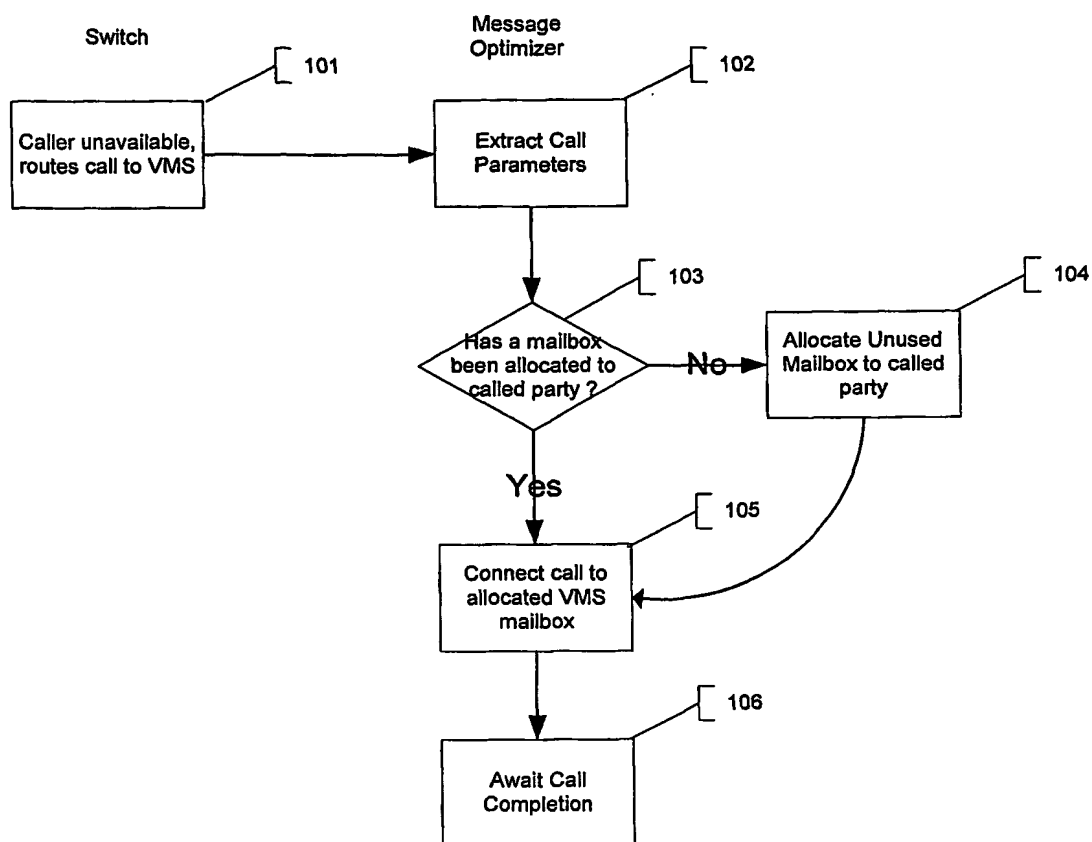 Switch
Message
Optimizer
101
102
Caller unavailable,
routes call to VMS
Extract Call
Parameters
103
104
Has a mailbox
been allocated to
called party ?
No
Allocate Unused
Mailbox to called
party
Yes
105
Connect call to
allocated VMS
mailbox
106
Await Call
Completion